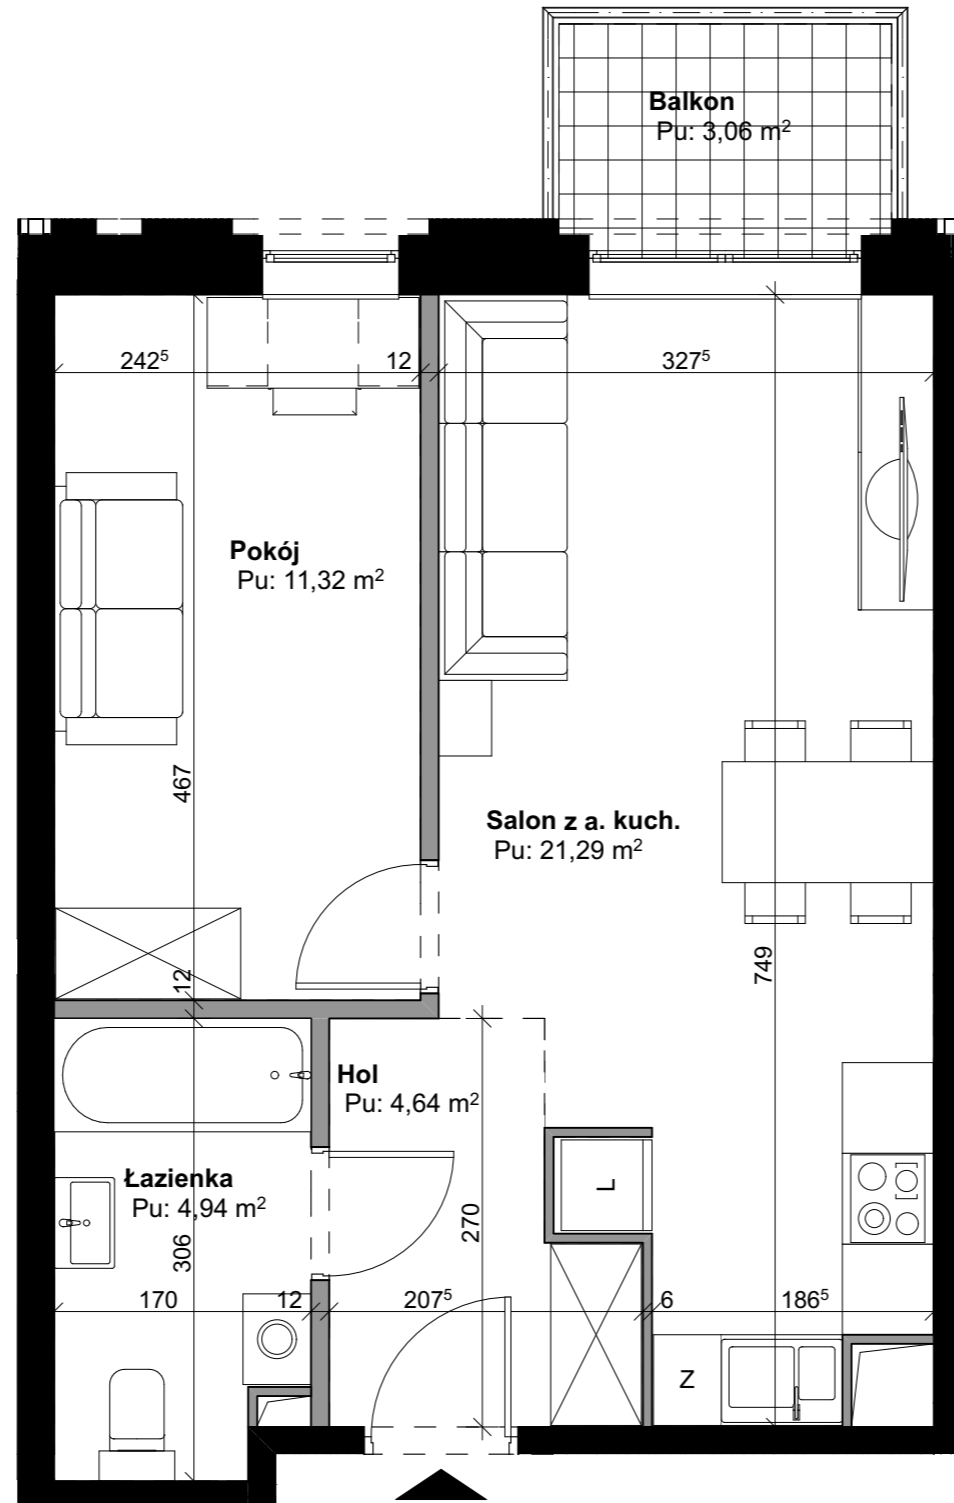 Balkon
Pu: 3,06 m²
242⁵
12
327⁵
Pokój
Pu: 11,32 m²
467
Salon z a. kuch.
Pu: 21,29 m²
749
12
Hol
Pu: 4,64 m²
Łazienka
Pu: 4,94 m²
L
306
270
170
12
207⁵
6
186⁵
Z